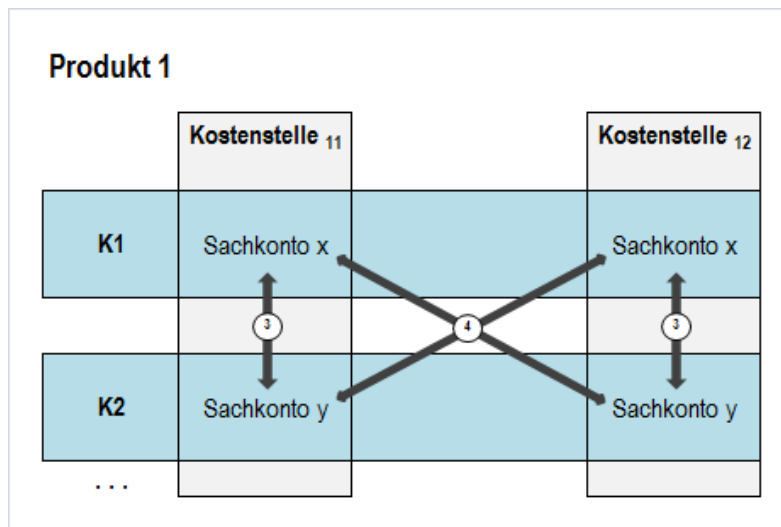 Produkt 1
Kostenstelle 11 Kostenstelle 12
K1 Sachkonto x Sachkonto x
3 4 3
K2 Sachkonto y Sachkonto y
. . .